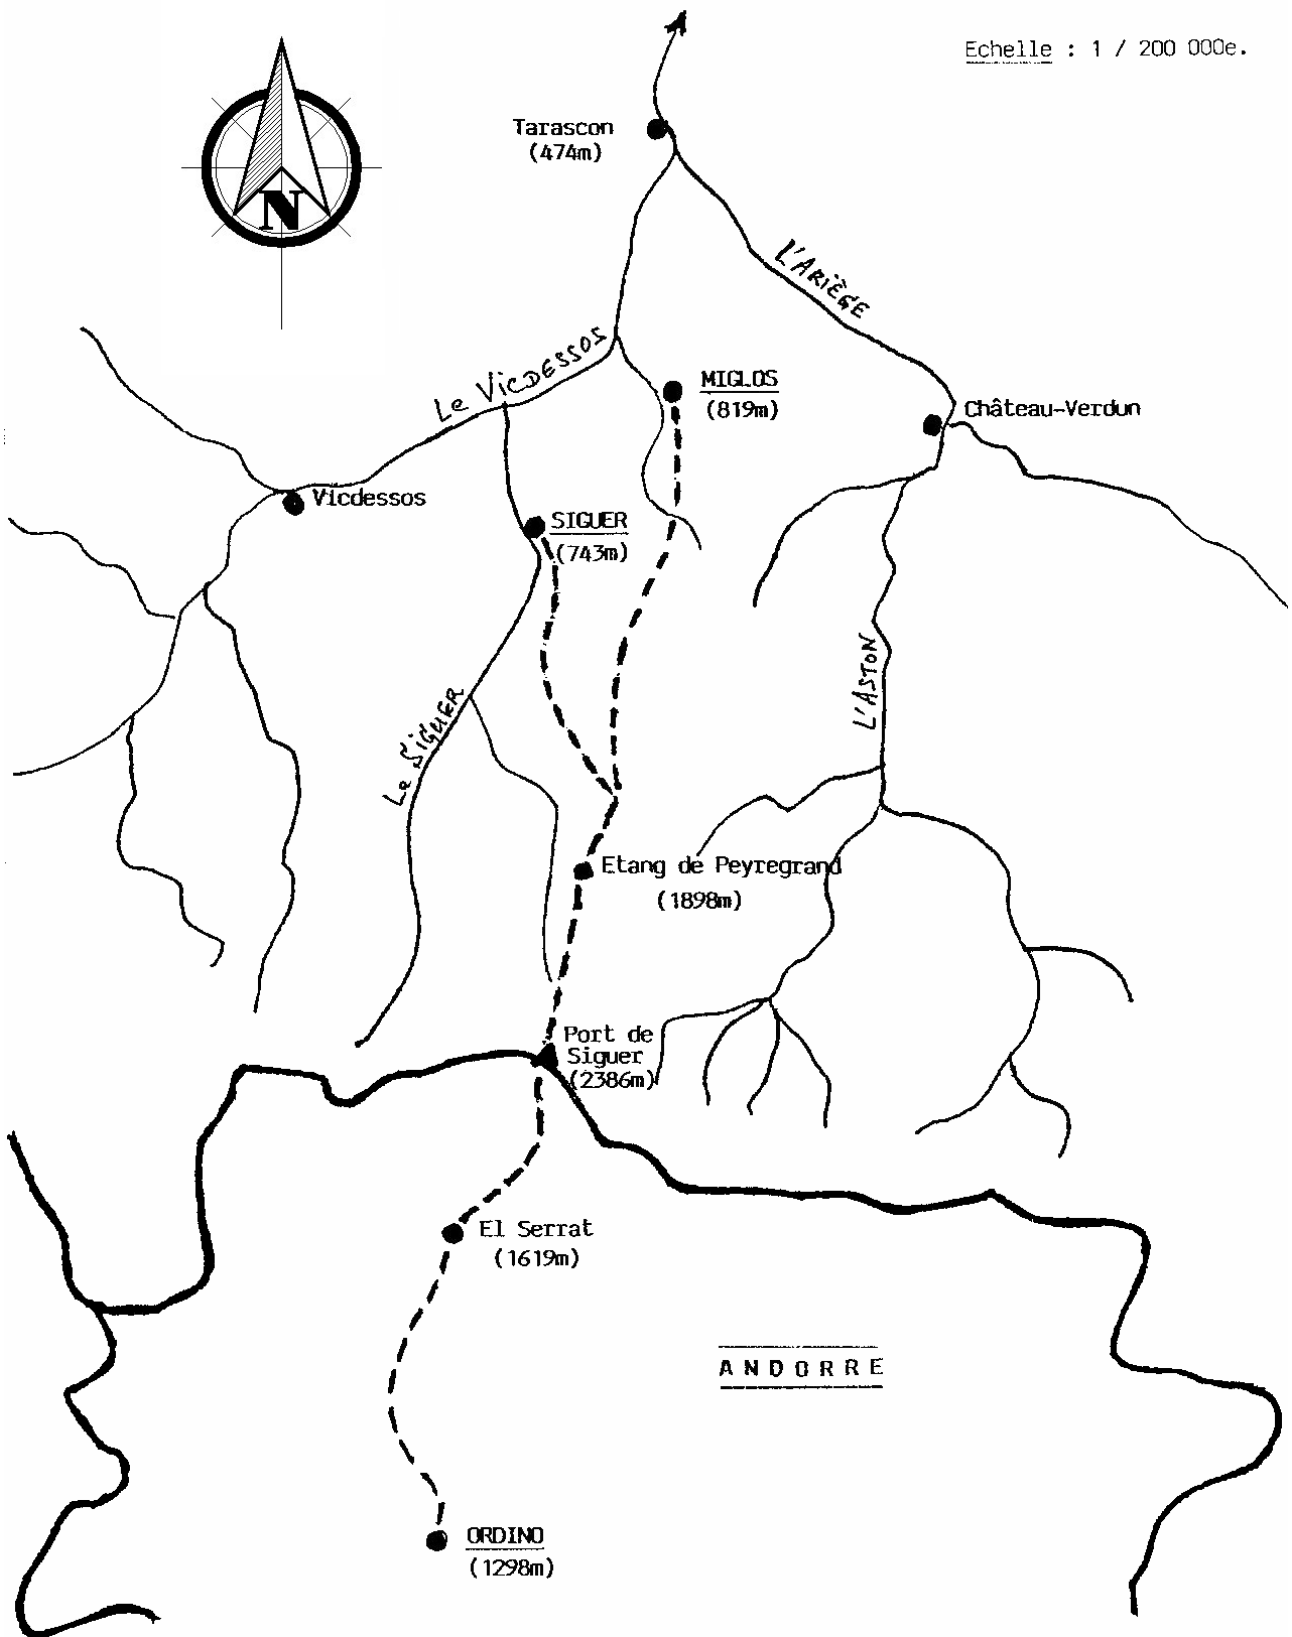 Echelle : 1 / 200 000e.
N
Tarascon
(474m)
L'ARIÈGE
Le VICDESSOS
MIGLOS
(819m)
Château-Verdun
Vicdessos
SIGUER
(743m)
L'ASTON
Le SIGUER
Etang de Peyregrand
(1898m)
Port de
Siguer
(2386m)
El Serrat
(1619m)
ANDORRE
ORDINO
(1298m)